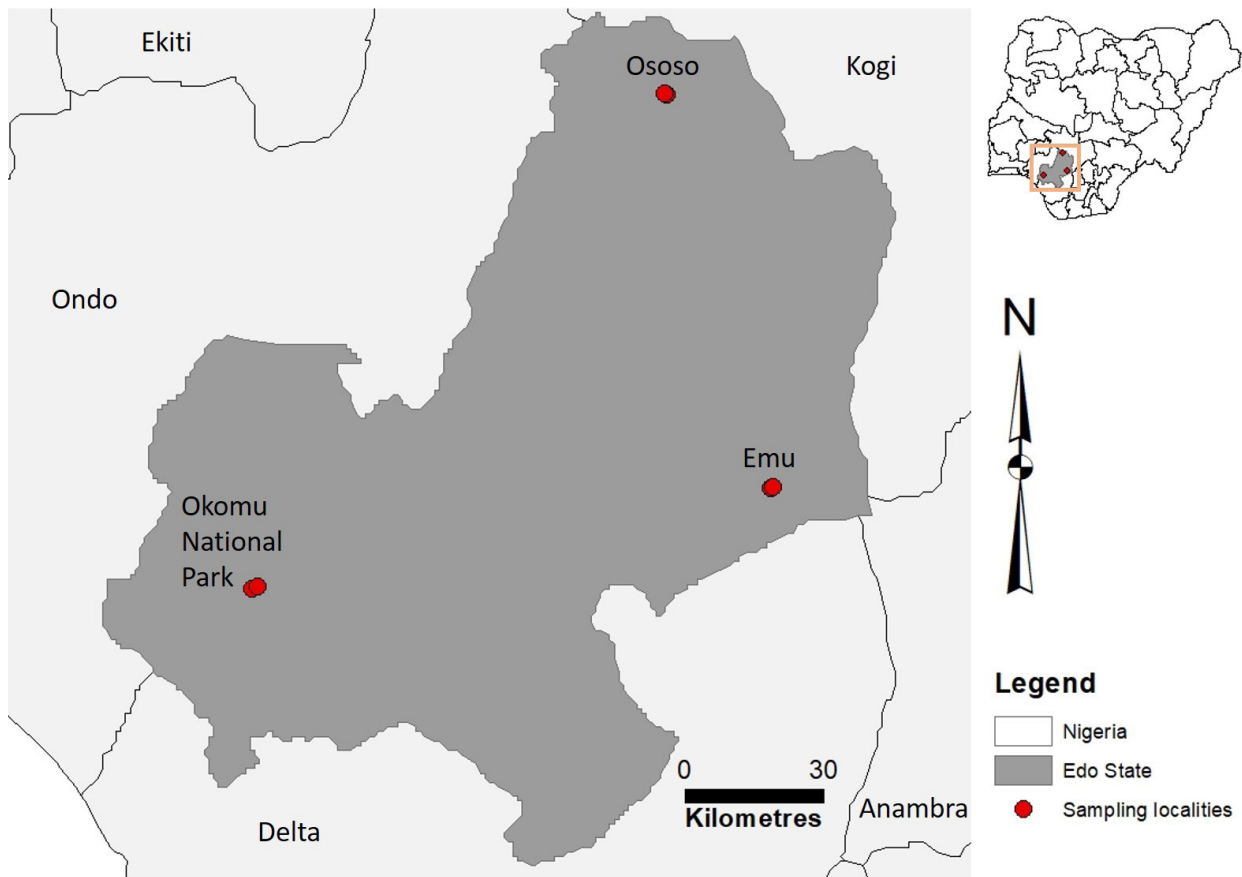 Ekiti
Ososo
Kogi
Ondo
N
Emu
Okomu
National
Park
Legend
Nigeria
0 30
Edo State
Kilometres
Anambra
Sampling localities
Delta